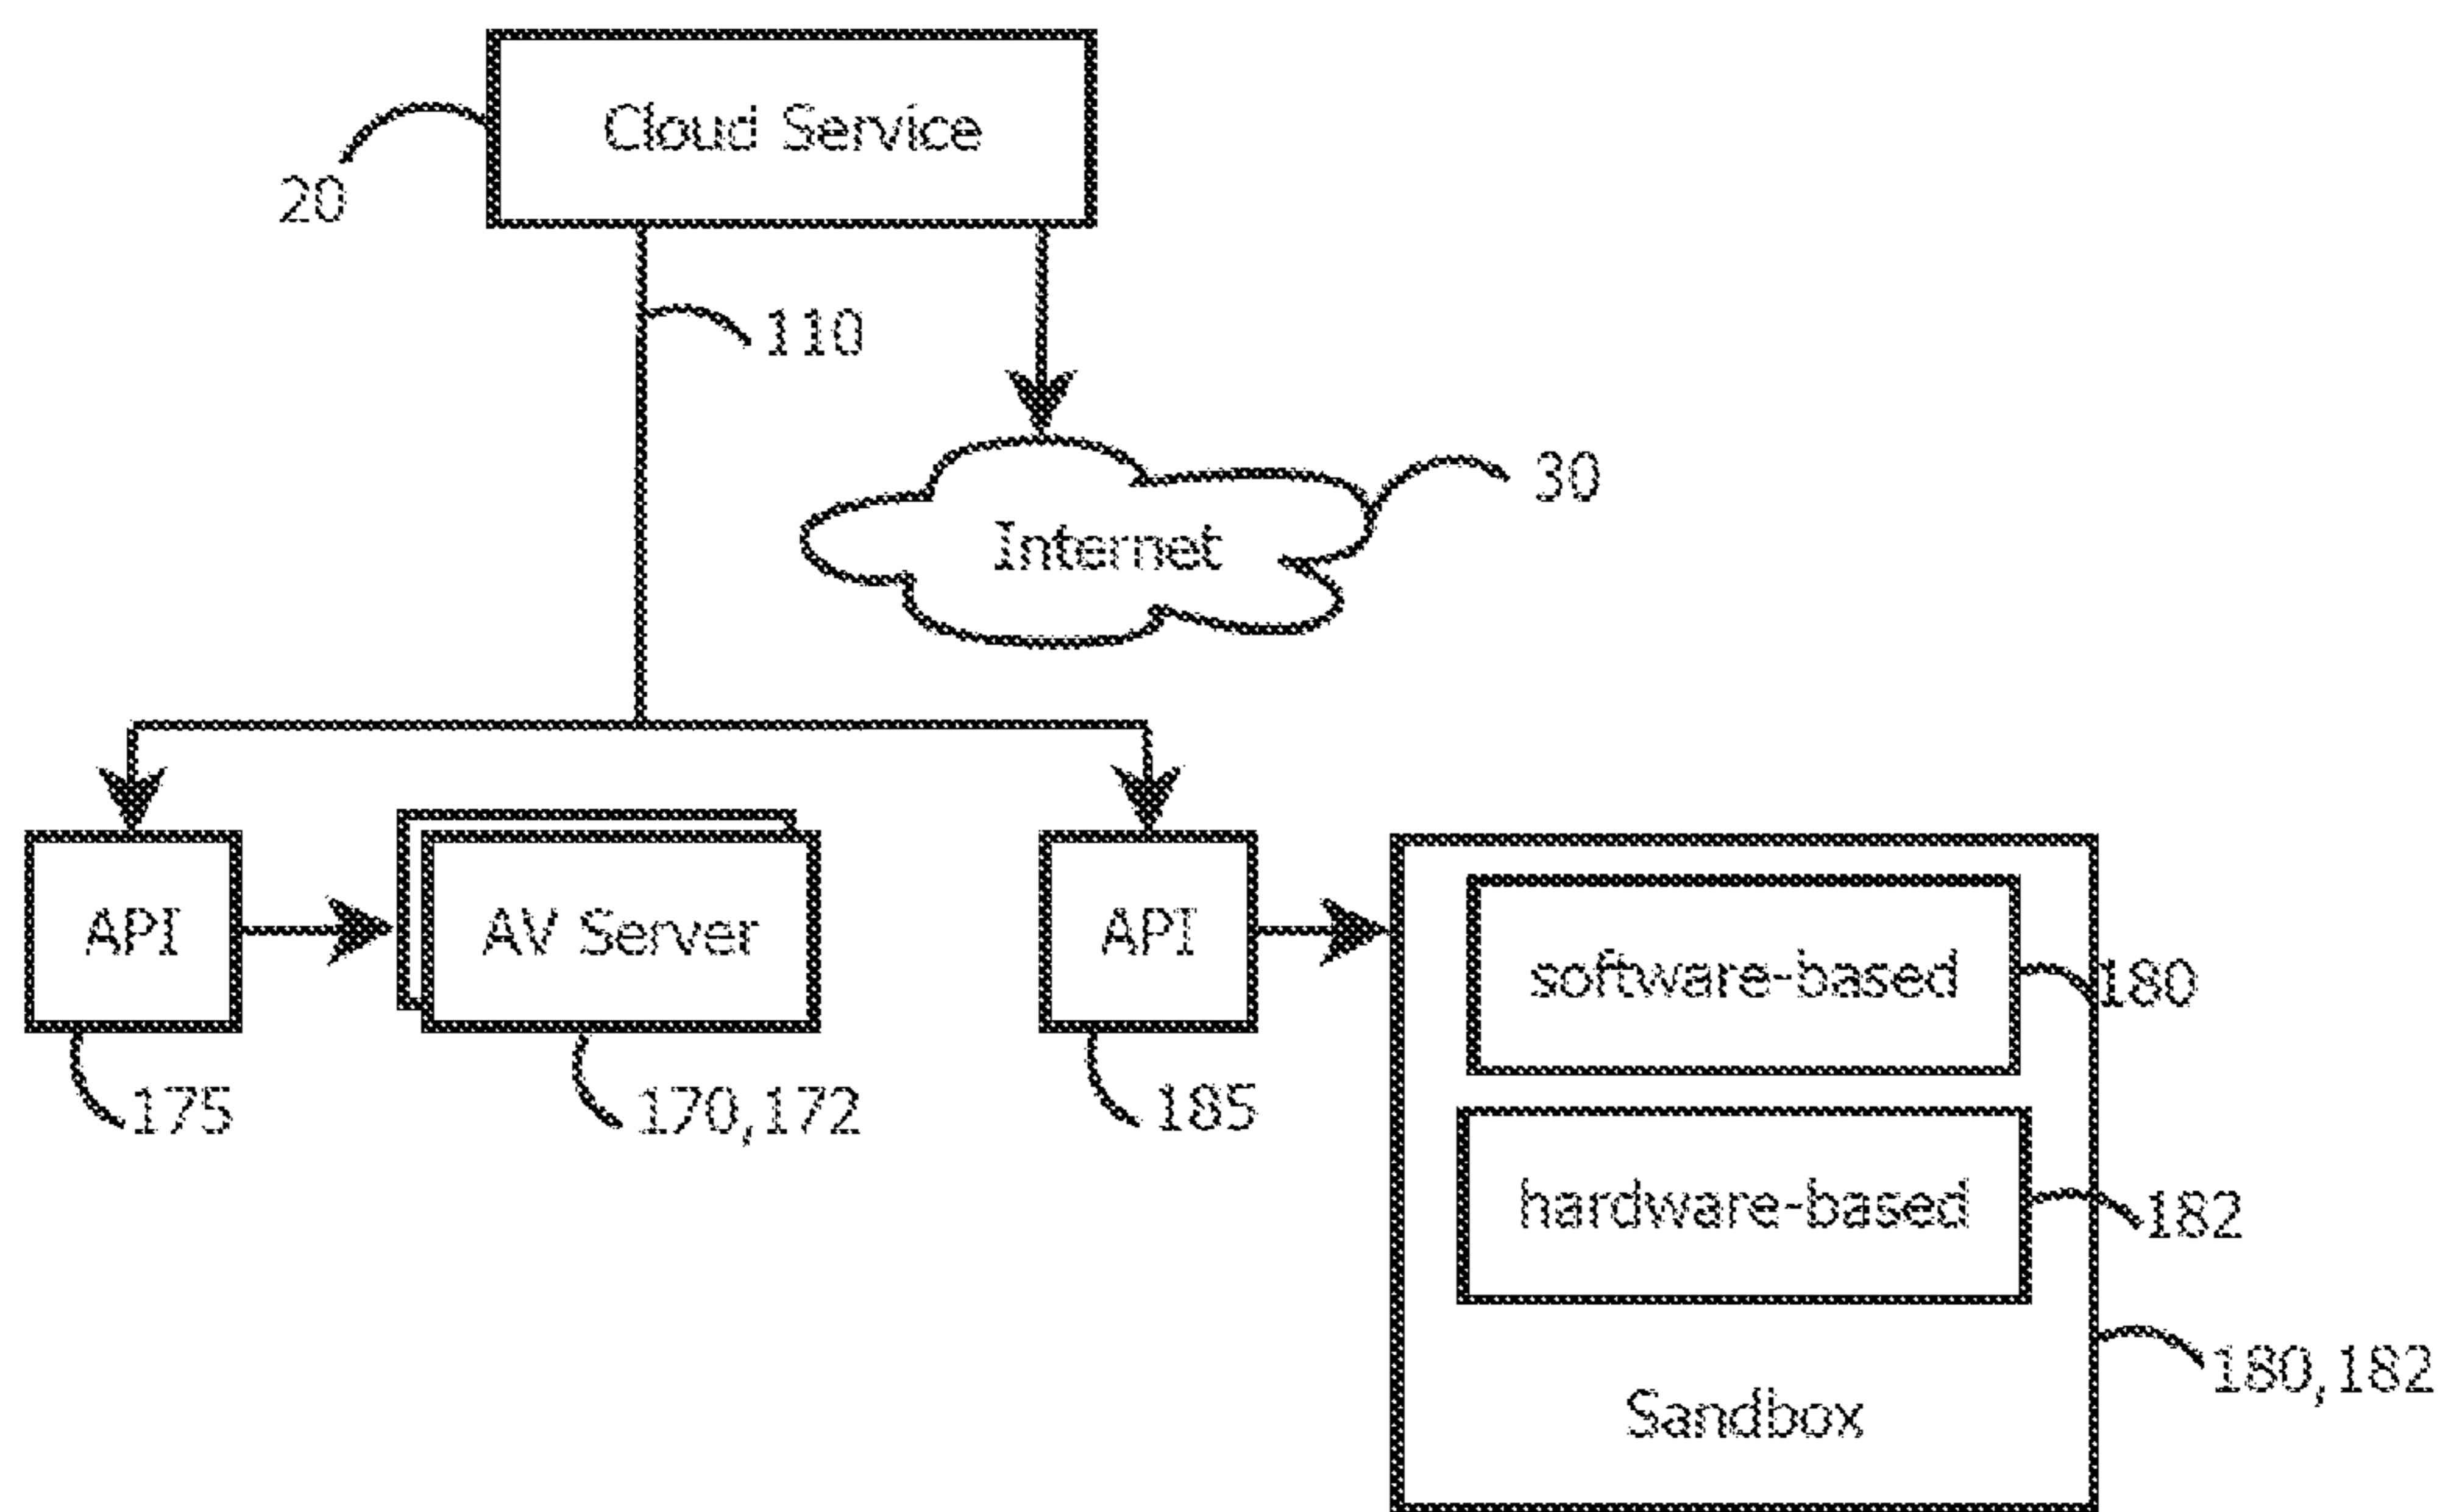 Cloud Service
20
110
30
Internet
API
AV Server
API
software-based
180
175
170,172
185
hardware-based
182
180,182
Sandbox